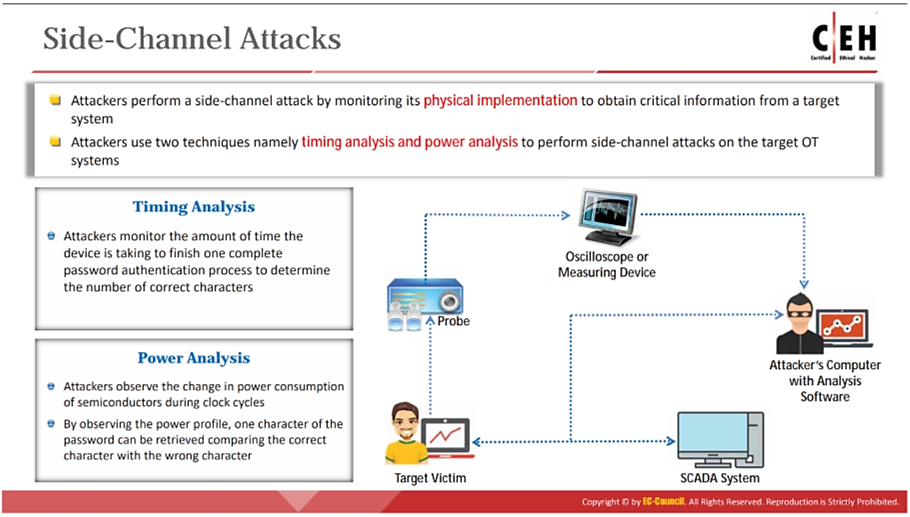 Side-Channel Attacks
C|EH
Certified Ethical Hacker
Attackers perform a side-channel attack by monitoring its physical implementation to obtain critical information from a target
system
Attackers use two techniques namely timing analysis and power analysis to perform side-channel attacks on the target OT
systems
Timing Analysis
Attackers monitor the amount of time the
device is taking to finish one complete
password authentication process to determine
the number of correct characters
Power Analysis
Attackers observe the change in power consumption
of semiconductors during clock cycles
By observing the power profile, one character of the
password can be retrieved comparing the correct
character with the wrong character
Oscilloscope or
Measuring Device
Probe
Attacker's Computer
with Analysis
Software
Target Victim
SCADA System
Copyright © by EC-Council. All Rights Reserved. Reproduction is Strictly Prohibited.